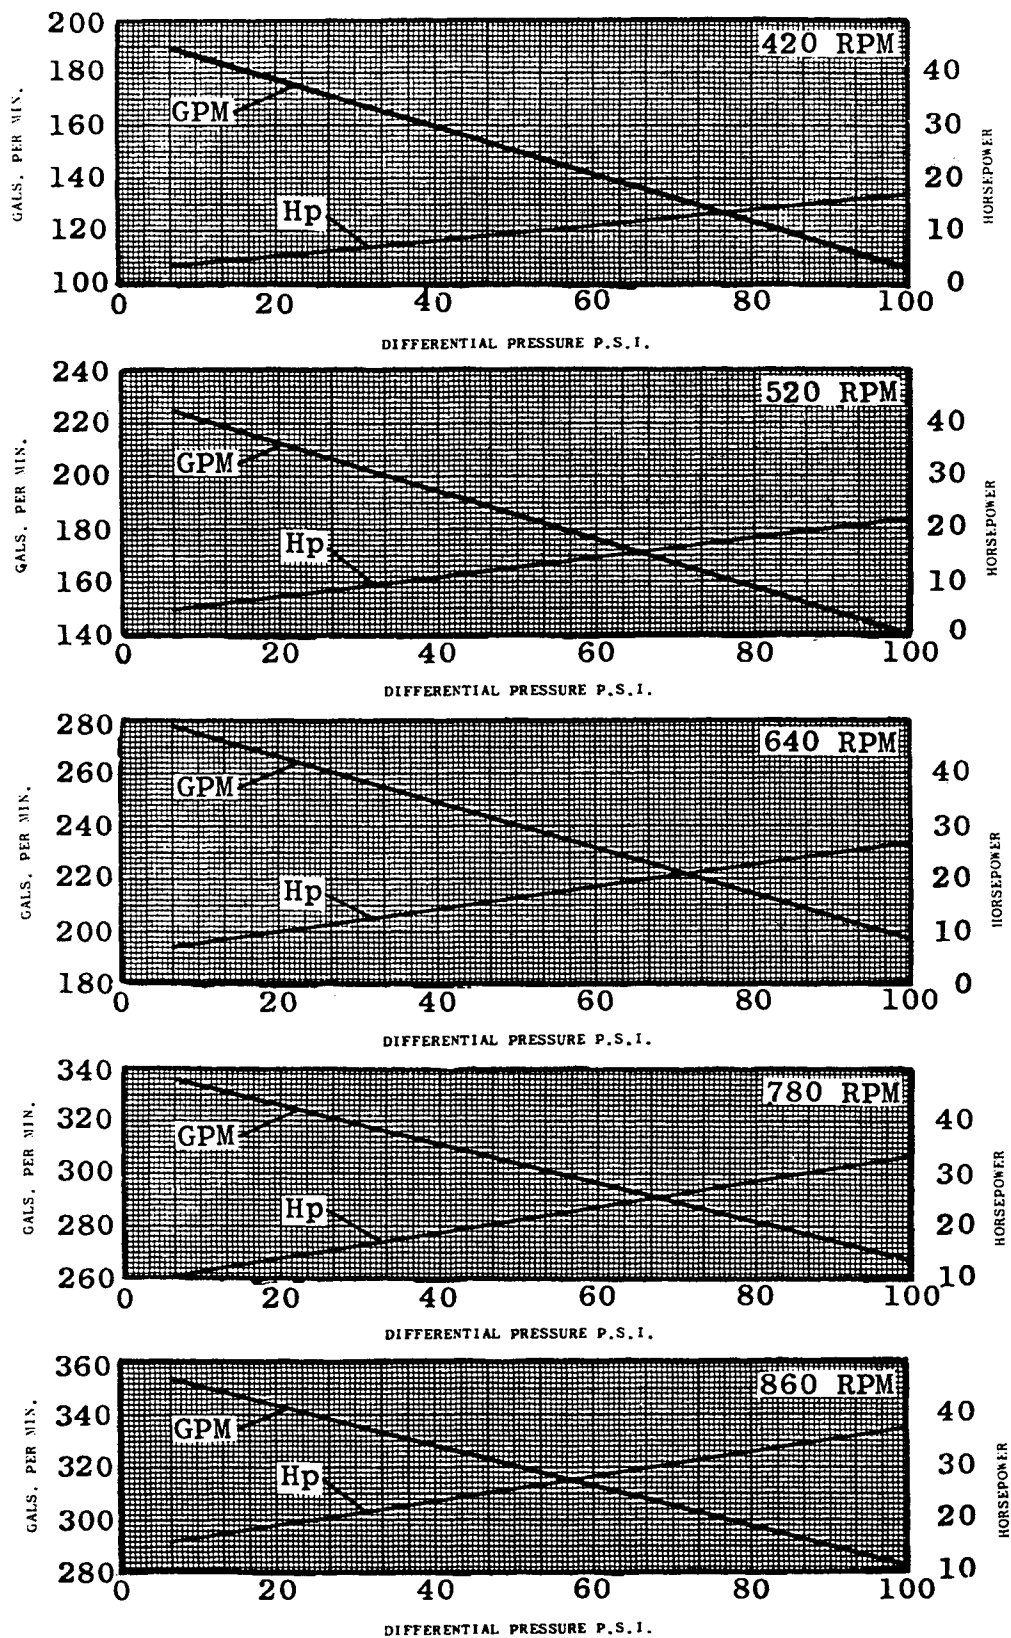 200
420 RPM
180
40
GPM
160
30
140
20
Hp
120
10
100
0
0 20 40 60 80 100
GALS. PER MIN.
HORSEPOWER
DIFFERENTIAL PRESSURE P.S.I.
240
520 RPM
220
40
GPM
200
30
180
20
Hp
160
10
140
0
0 20 40 60 80 100
GALS. PER MIN.
HORSEPOWER
DIFFERENTIAL PRESSURE P.S.I.
280
640 RPM
260
40
GPM
240
30
220
20
Hp
200
10
180
0
0 20 40 60 80 100
GALS. PER MIN.
HORSEPOWER
DIFFERENTIAL PRESSURE P.S.I.
340
780 RPM
320
40
GPM
300
30
Hp
280
20
260
10
0 20 40 60 80 100
GALS. PER MIN.
HORSEPOWER
DIFFERENTIAL PRESSURE P.S.I.
360
860 RPM
340
40
GPM
320
30
Hp
300
20
280
10
0 20 40 60 80 100
GALS. PER MIN.
HORSEPOWER
DIFFERENTIAL PRESSURE P.S.I.